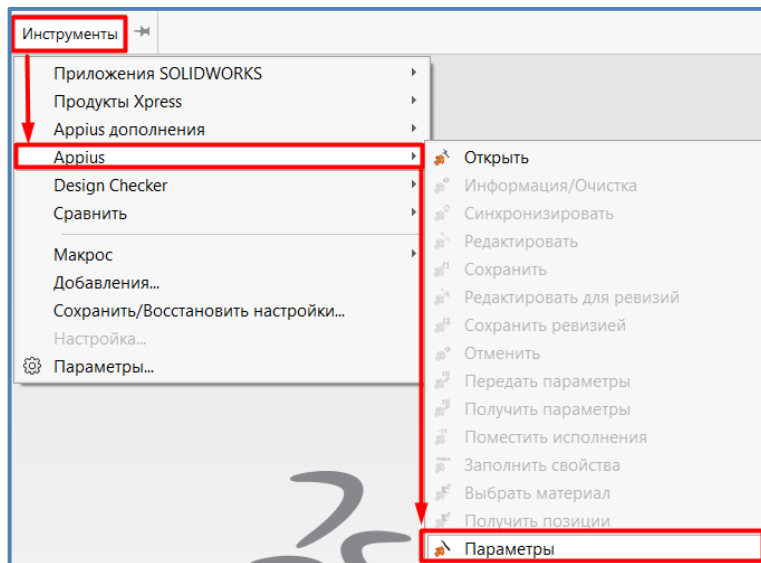 Инструменты
Приложения SOLIDWORKS
Продукты Xpress
Appius дополнения
Appius
Design Checker
Сравнить
Макрос
Добавления...
Сохранить/Восстановить настройки...
Настройка...
Параметры...
Открыть
Информация/Очистка
Синхронизировать
Редактировать
Сохранить
Редактировать для ревизий
Сохранить ревизией
Отменить
Передать параметры
Получить параметры
Поместить исполнения
Заполнить свойства
Выбрать материал
Получить позиции
Параметры